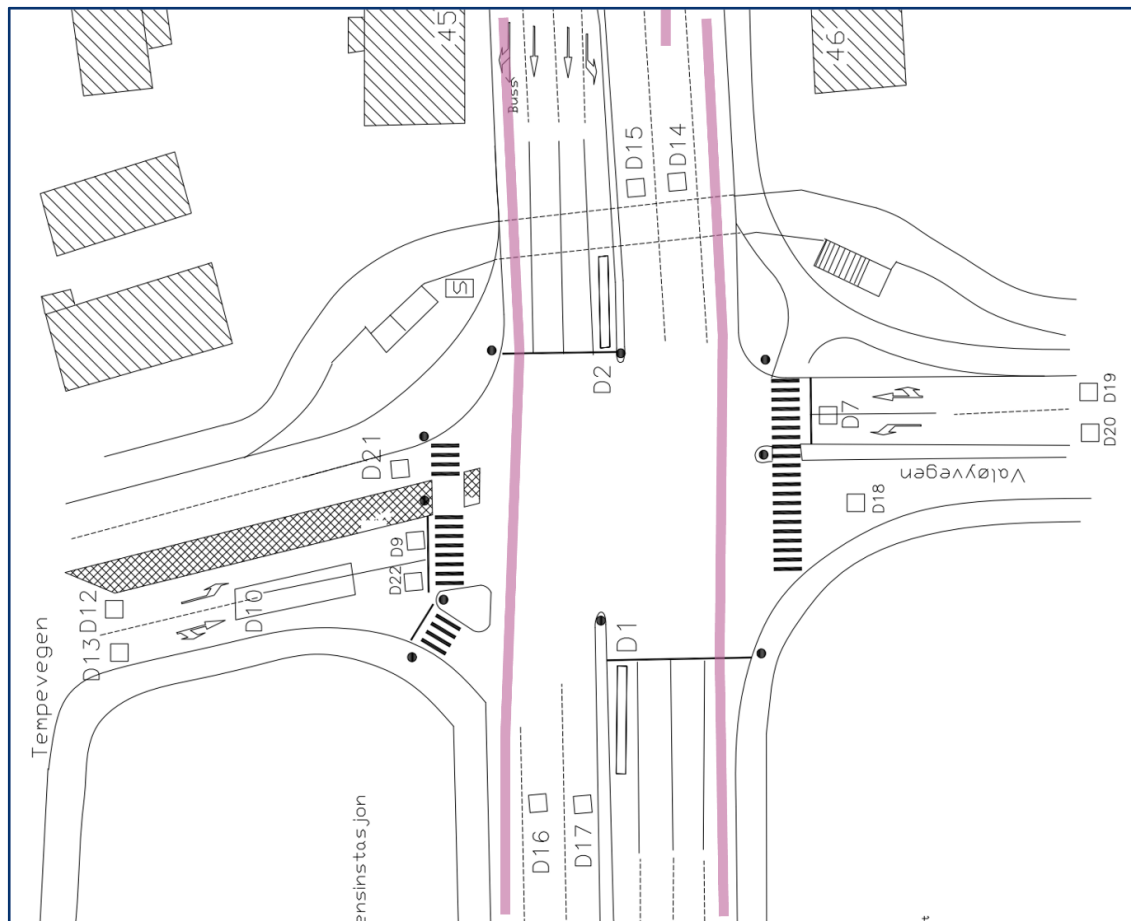 45
46
Buss
D15
D14
S
D2
D7
D19
D20
D21
Valøyvegen
D18
D9
D22
D12
D10
D13
D1
Tempevegen
D16
D17
ensinstasjon
t